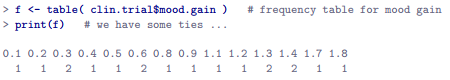 > f <- table( clin.trial$mood.gain )   # frequency table for mood gain
> print(f)   # we have some ties ...
0.1 0.2 0.3 0.4 0.5 0.6 0.8 0.9 1.1 1.2 1.3 1.4 1.7 1.8
1 1 2 1 1 2 1 1 1 1 2 2 1 1